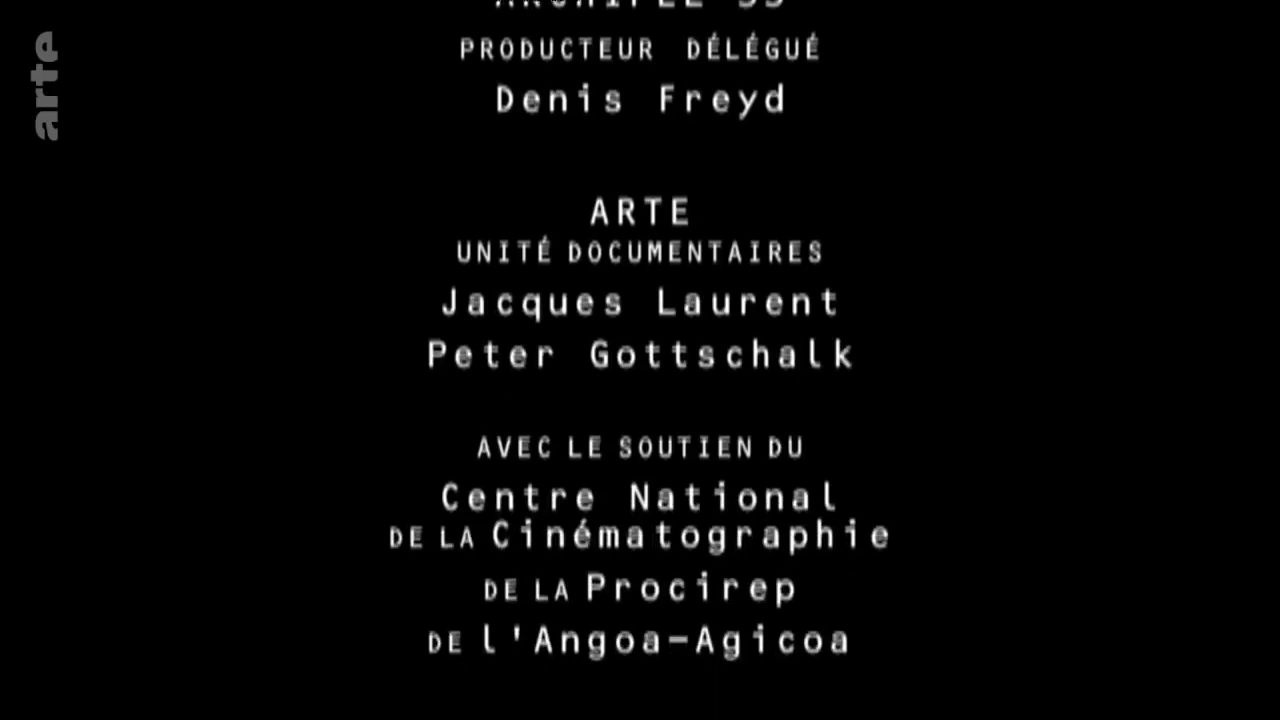 arte
PRODUCTEUR DÉLÉGUÉ
Denis Freyd
ARTE
UNITÉ DOCUMENTAIRES
Jacques Laurent
Peter Gottschalk
AVEC LE SOUTIEN DU
Centre National
DE LA Cinématographie
DE LA Procirep
DE l'Angoa-Agicoa